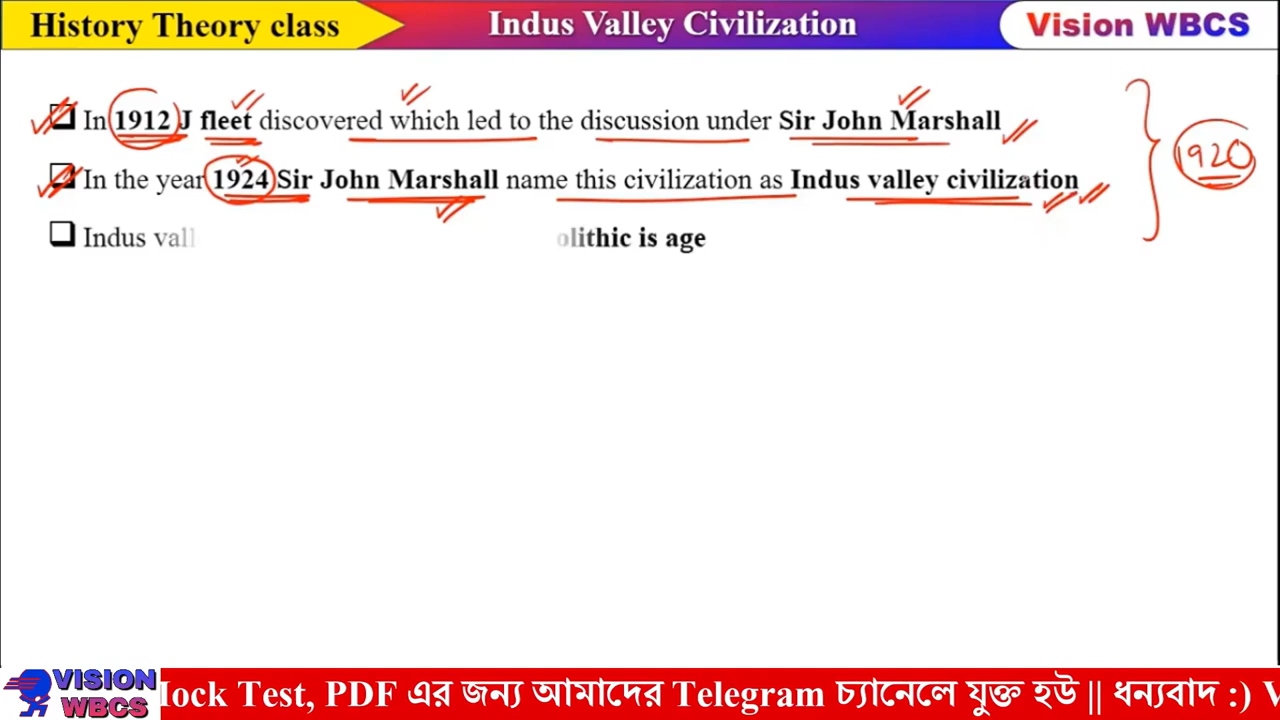 History Theory class
Indus Valley Civilization
Vision WBCS
In 1912 J fleet discovered which led to the discussion under Sir John Marshall
In the year 1924 Sir John Marshall name this civilization as Indus valley civilization
1920
Indus vall olithic is age
VISION
WBCS
Mock Test, PDF এর জন্য আমাদের Telegram চ্যানেলে যুক্ত হউ || ধন্যবাদ :) V